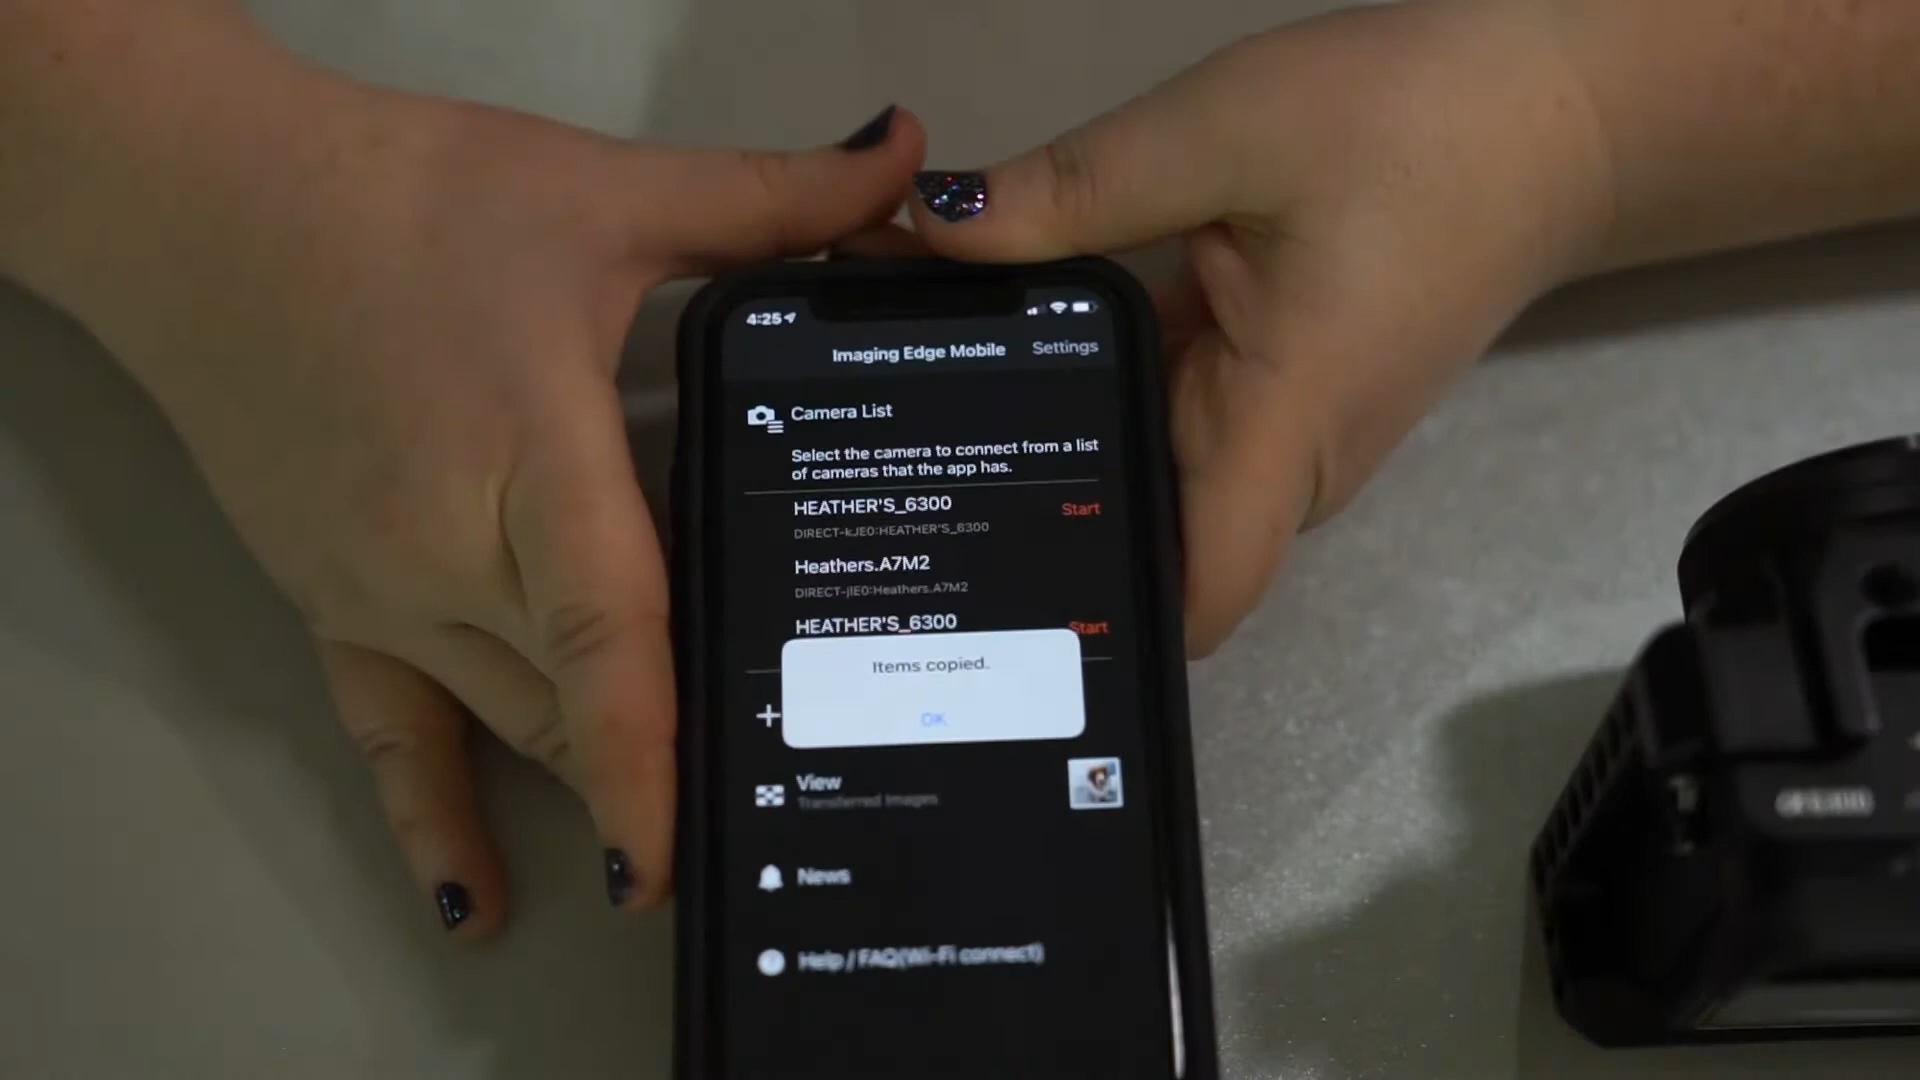 4:25
Imaging Edge Mobile
Settings
Camera List
Select the camera to connect from a list
of cameras that the app has.
HEATHER'S_6300
Start
DIRECT-kJE0:HEATHER'S_6300
Heathers.A7M2
DIRECT-jIE0:Heathers.A7M2
HEATHER'S_6300
Start
Items copied.
OK
View
Transferred Images
News
Help / FAQ(Wi-Fi connect)